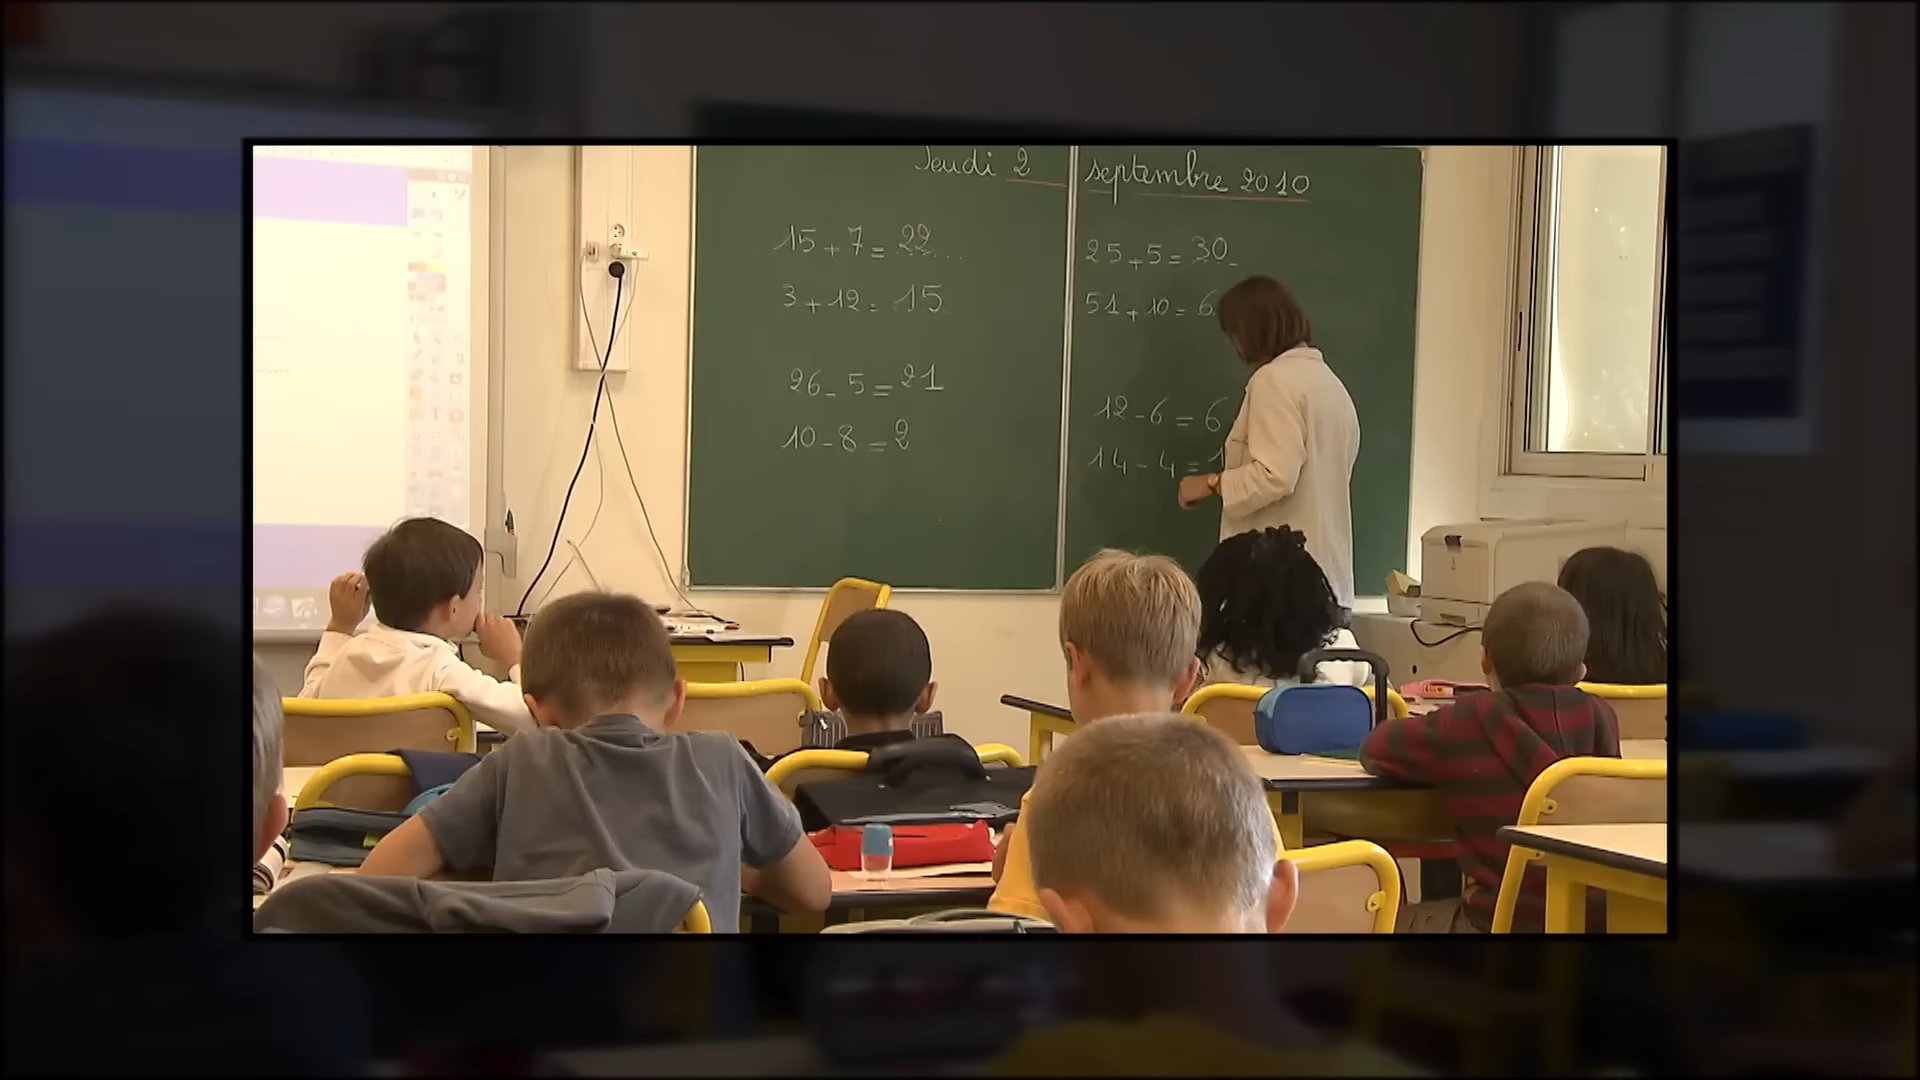 Jeudi 2 septembre 2010
15 + 7 = 22
3 + 12 = 15
26 - 5 = 21
10 - 8 = 2
25 + 5 = 30
51 + 10 = 6
12 - 6 = 6
14 - 4 = 1